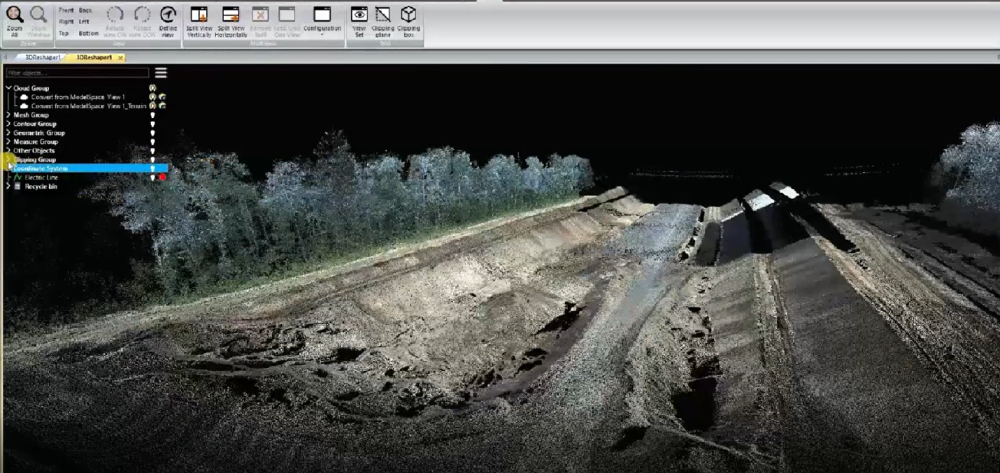 Front Back
Right Left
Top Bottom
Zoom All
Zoom Window
Rotate view CW
Rotate view CCW
Define view
Split View Vertically
Split View Horizontally
Remove Split
Keep Only One View
Configuration
View Set
Clipping plane
Clipping box
Zoom
View
Multiview
Tool
3DReshaper1
3DReshaper1
Filter objects...
Cloud Group
Convert from ModelSpace View 1
Convert from ModelSpace View 1_Terrain
Mesh Group
Contour Group
Geometric Group
Measure Group
Other Objects
Clipping Group
Coordinate System
Electric Line
Recycle bin